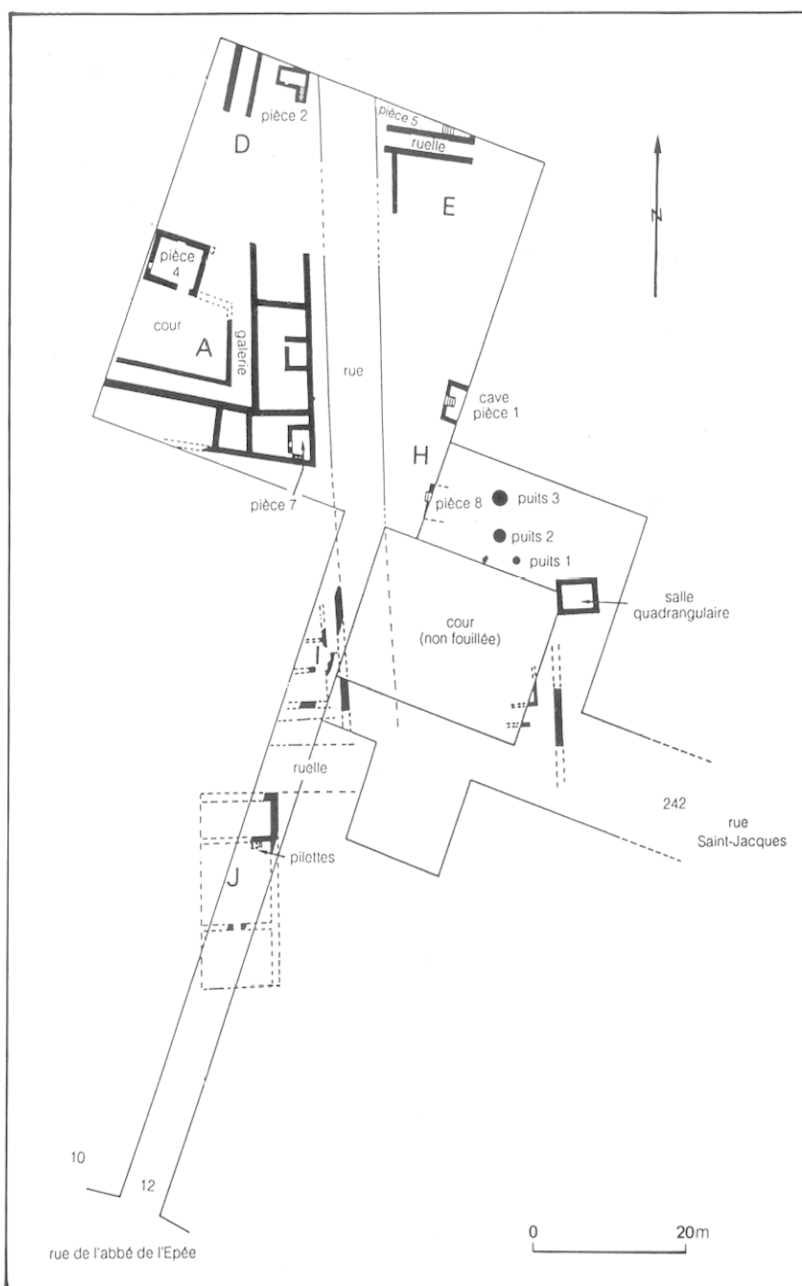 pièce 2
pièce 5
ruelle
D
E
N
pièce
4
cour
A
galerie
rue
cave
pièce 1
H
pièce 7
pièce 8
puits 3
puits 2
puits 1
salle
quadrangulaire
cour
(non fouillée)
ruelle
242
rue
Saint-Jacques
pilettes
J
10
12
rue de l'abbé de l'Epée
0
20m